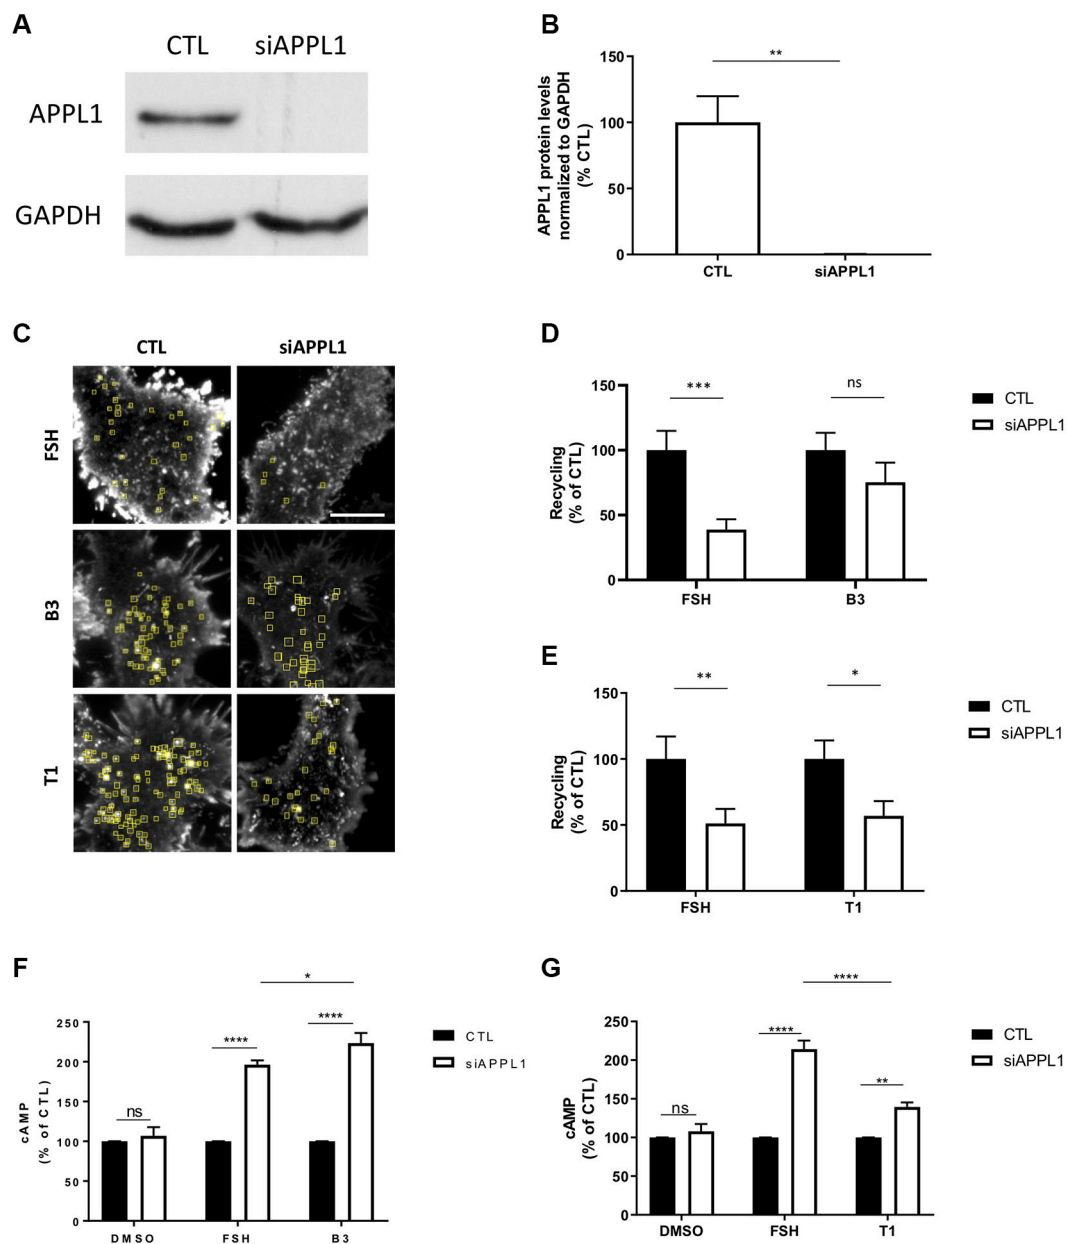 A
CTL siAPPL1
APPL1
GAPDH
B
**
150
100
50
0
APPL1 protein levels
normalized to GAPDH
(% CTL)
CTL siAPPL1
C
CTL siAPPL1
FSH
B3
T1
D
150
100
50
0
Recycling
(% of CTL)
*** ns
FSH B3
CTL
siAPPL1
E
150
100
50
0
Recycling
(% of CTL)
** *
FSH T1
CTL
siAPPL1
F
*
250
200
150
100
50
0
cAMP
(% of CTL)
ns **** ****
DMSO FSH B3
CTL
siAPPL1
G
****
250
200
150
100
50
0
cAMP
(% of CTL)
ns **** **
DMSO FSH T1
CTL
siAPPL1